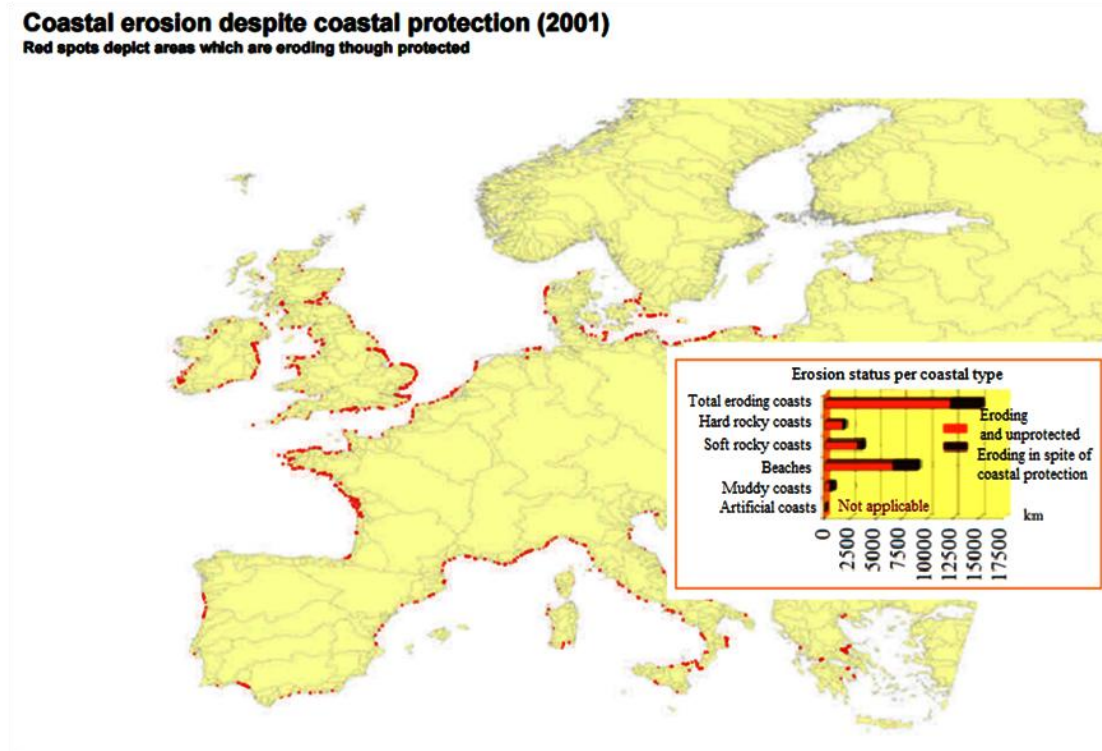 Coastal erosion despite coastal protection (2001)
Red spots depict areas which are eroding though protected
Erosion status per coastal type
Total eroding coasts
Hard rocky coasts
Soft rocky coasts
Beaches
Muddy coasts
Artificial coasts
Not applicable
Eroding
and unprotected
Eroding in spite of
coastal protection
km
0
2500
5000
7500
10000
12500
15000
17500